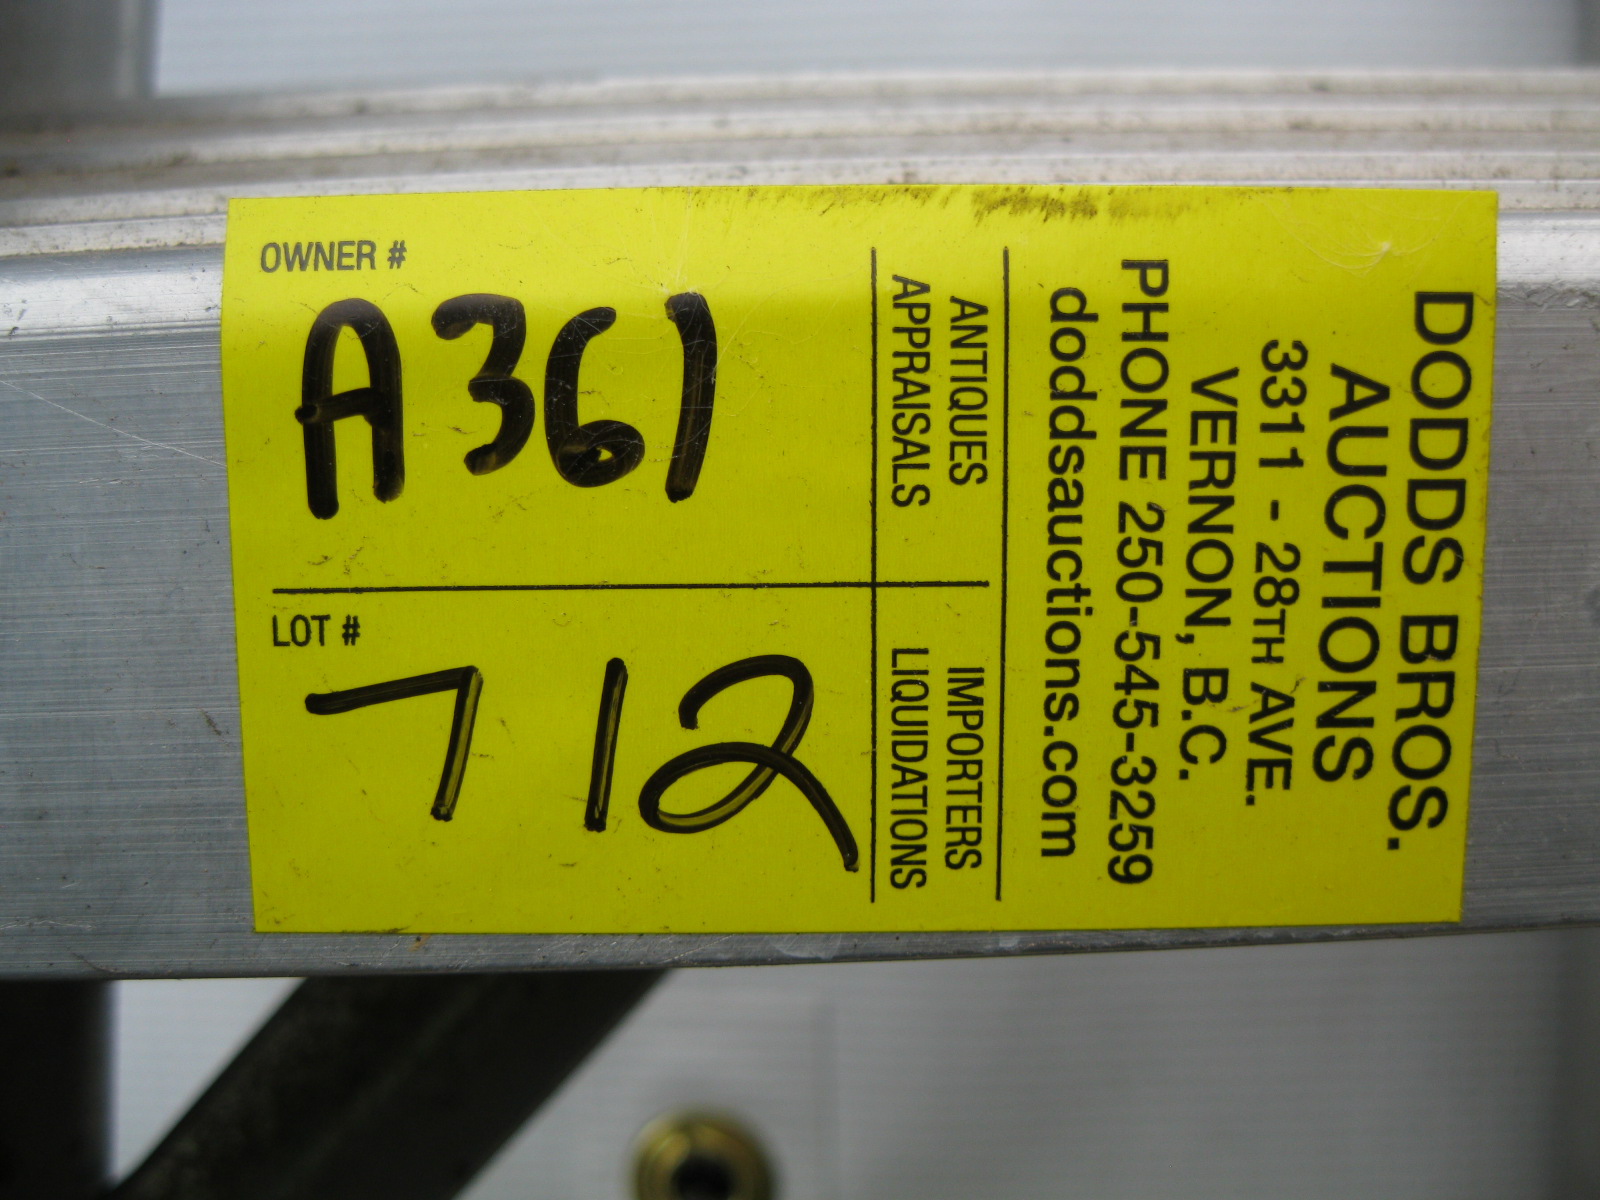 OWNER #
A361
LOT #
712
DODDS BROS.
AUCTIONS
3311 - 28TH AVE.
VERNON, B.C.
PHONE 250-545-3259
doddsauctions.com
ANTIQUES
APPRAISALS
IMPORTERS
LIQUIDATIONS